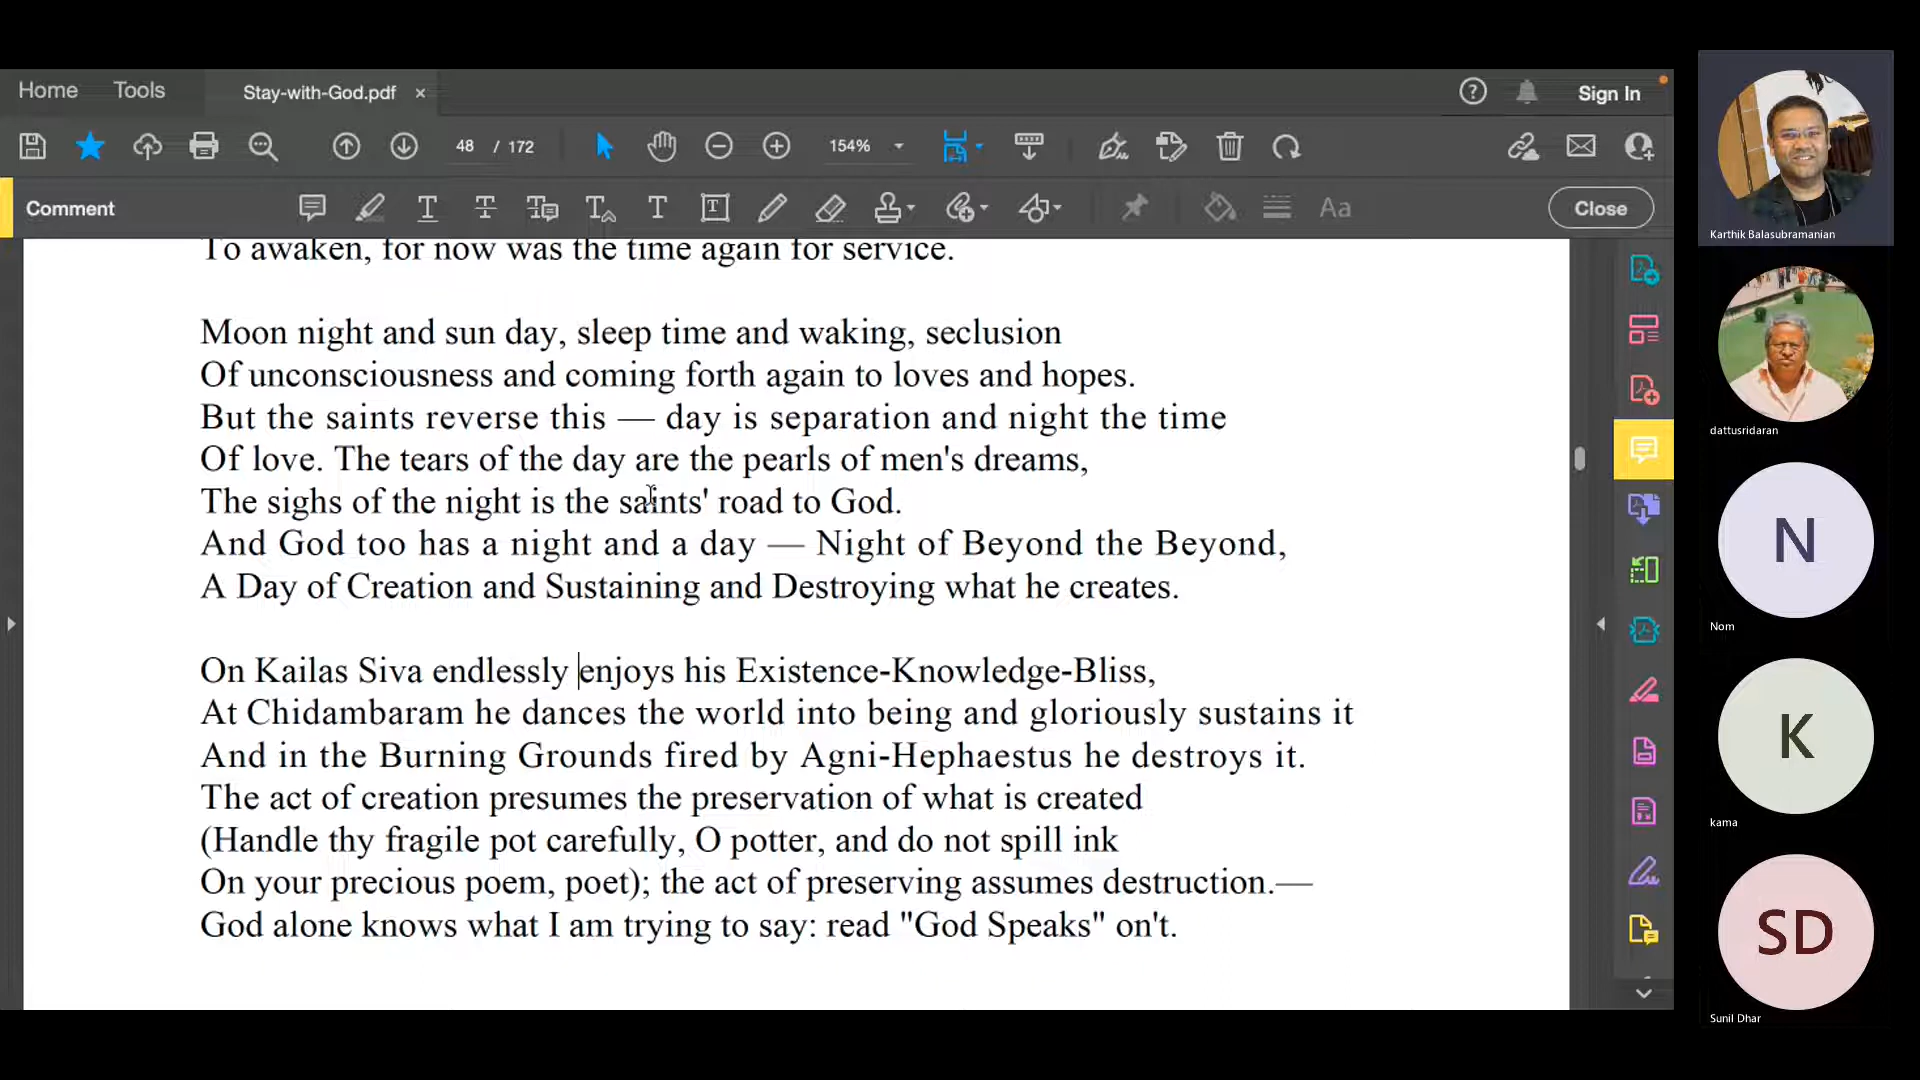 Home Tools Stay-with-God.pdf × Sign In
48 / 172 154%
Comment Close
To awaken, for now was the time again for service.
Moon night and sun day, sleep time and waking, seclusion
Of unconsciousness and coming forth again to loves and hopes.
But the saints reverse this — day is separation and night the time
Of love. The tears of the day are the pearls of men's dreams,
The sighs of the night is the saints' road to God.
And God too has a night and a day — Night of Beyond the Beyond,
A Day of Creation and Sustaining and Destroying what he creates.
On Kailas Siva endlessly enjoys his Existence-Knowledge-Bliss,
At Chidambaram he dances the world into being and gloriously sustains it
And in the Burning Grounds fired by Agni-Hephaestus he destroys it.
The act of creation presumes the preservation of what is created
(Handle thy fragile pot carefully, O potter, and do not spill ink
On your precious poem, poet); the act of preserving assumes destruction.—
God alone knows what I am trying to say: read "God Speaks" on't.
Karthik Balasubramanian
dattusridaran
N
Nom
K
kama
SD
Sunil Dhar